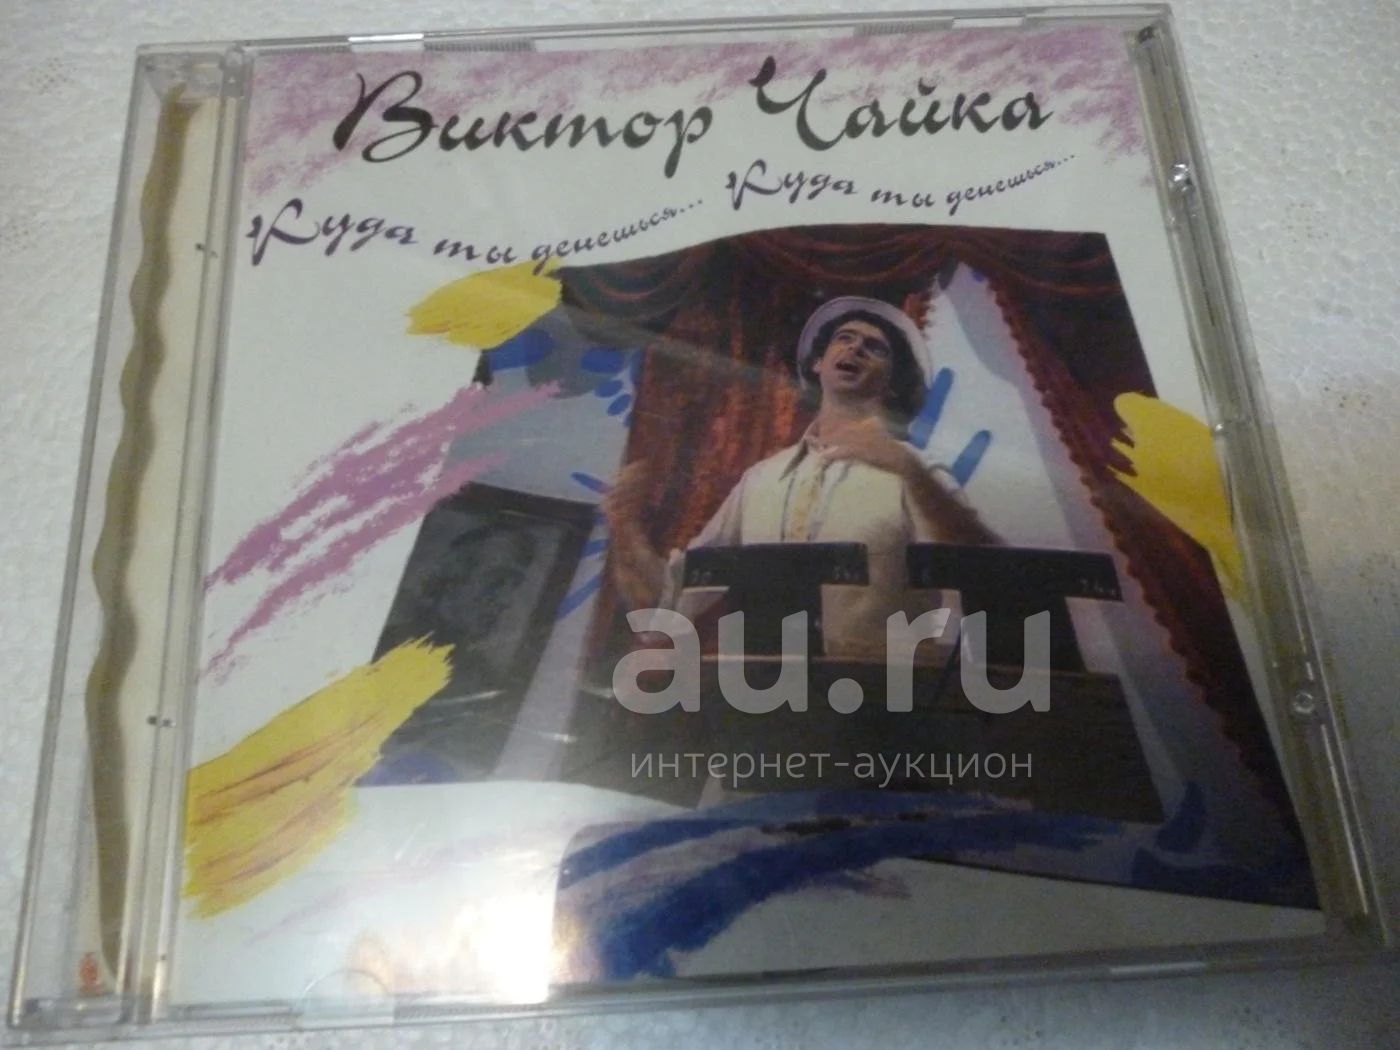 Виктор Чайка
Куда ты денешься... Куда ты денешься...
au.ru
интернет-аукцион